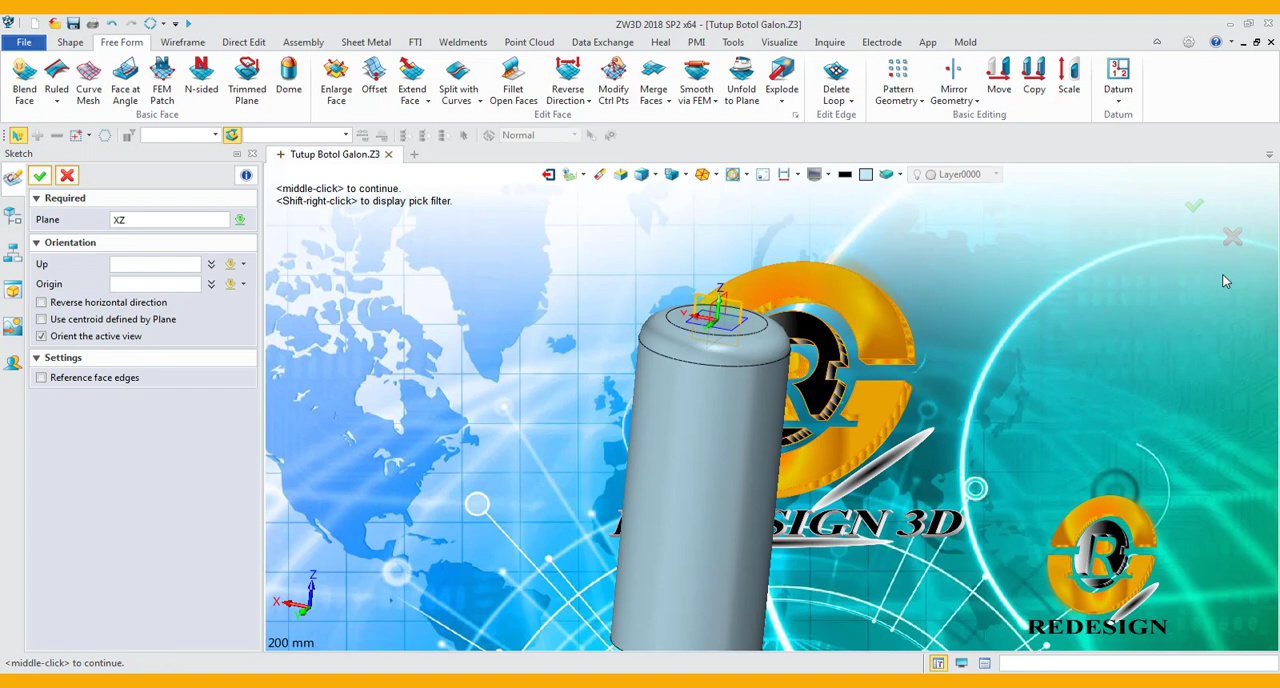 ZW3D 2018 SP2 x64 - [Tutup Botol Galon.Z3]
File Shape Free Form Wireframe Direct Edit Assembly Sheet Metal FTI Weldments Point Cloud Data Exchange Heal PMI Tools Visualize Inquire Electrode App Mold
Blend Face
Ruled
Curve Mesh
Face at Angle
FEM Patch
N-sided
Trimmed Plane
Dome
Enlarge Face
Offset
Extend Face
Split with Curves
Fillet Open Faces
Reverse Direction
Modify Ctrl Pts
Merge Faces
Smooth via FEM
Unfold to Plane
Explode
Delete Loop
Pattern Geometry
Mirror Geometry
Move
Copy
Scale
Datum
Basic Face
Edit Face
Edit Edge
Basic Editing
Datum
Normal
Sketch
Tutup Botol Galon.Z3
Layer0000
<middle-click> to continue.
<Shift-right-click> to display pick filter.
Required
Plane XZ
Orientation
Up
Origin
Reverse horizontal direction
Use centroid defined by Plane
Orient the active view
Settings
Reference face edges
Z
Y
R
SIGN 3D
Z
X
200 mm
R
REDESIGN
<middle-click> to continue.